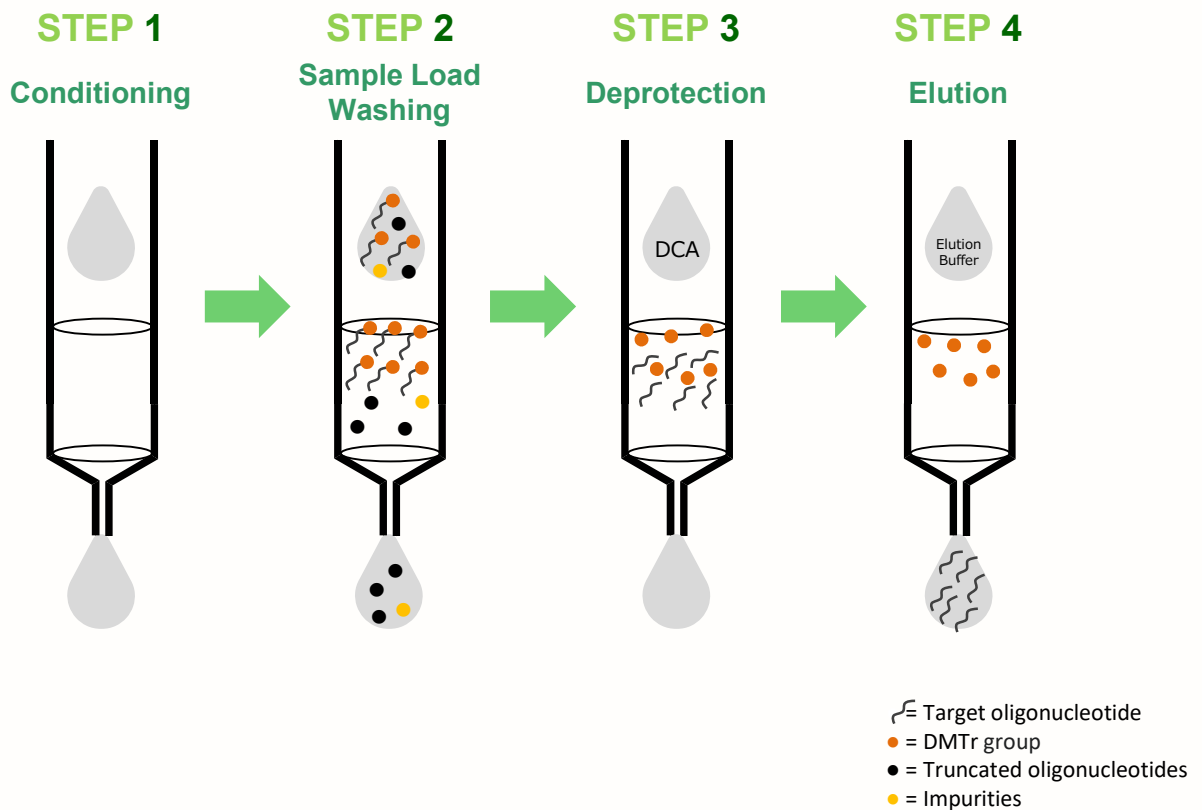 STEP 1
Conditioning
STEP 2
Sample Load
Washing
STEP 3
Deprotection
STEP 4
Elution
DCA
Elution
Buffer
= Target oligonucleotide
= DMTr group
= Truncated oligonucleotides
= Impurities